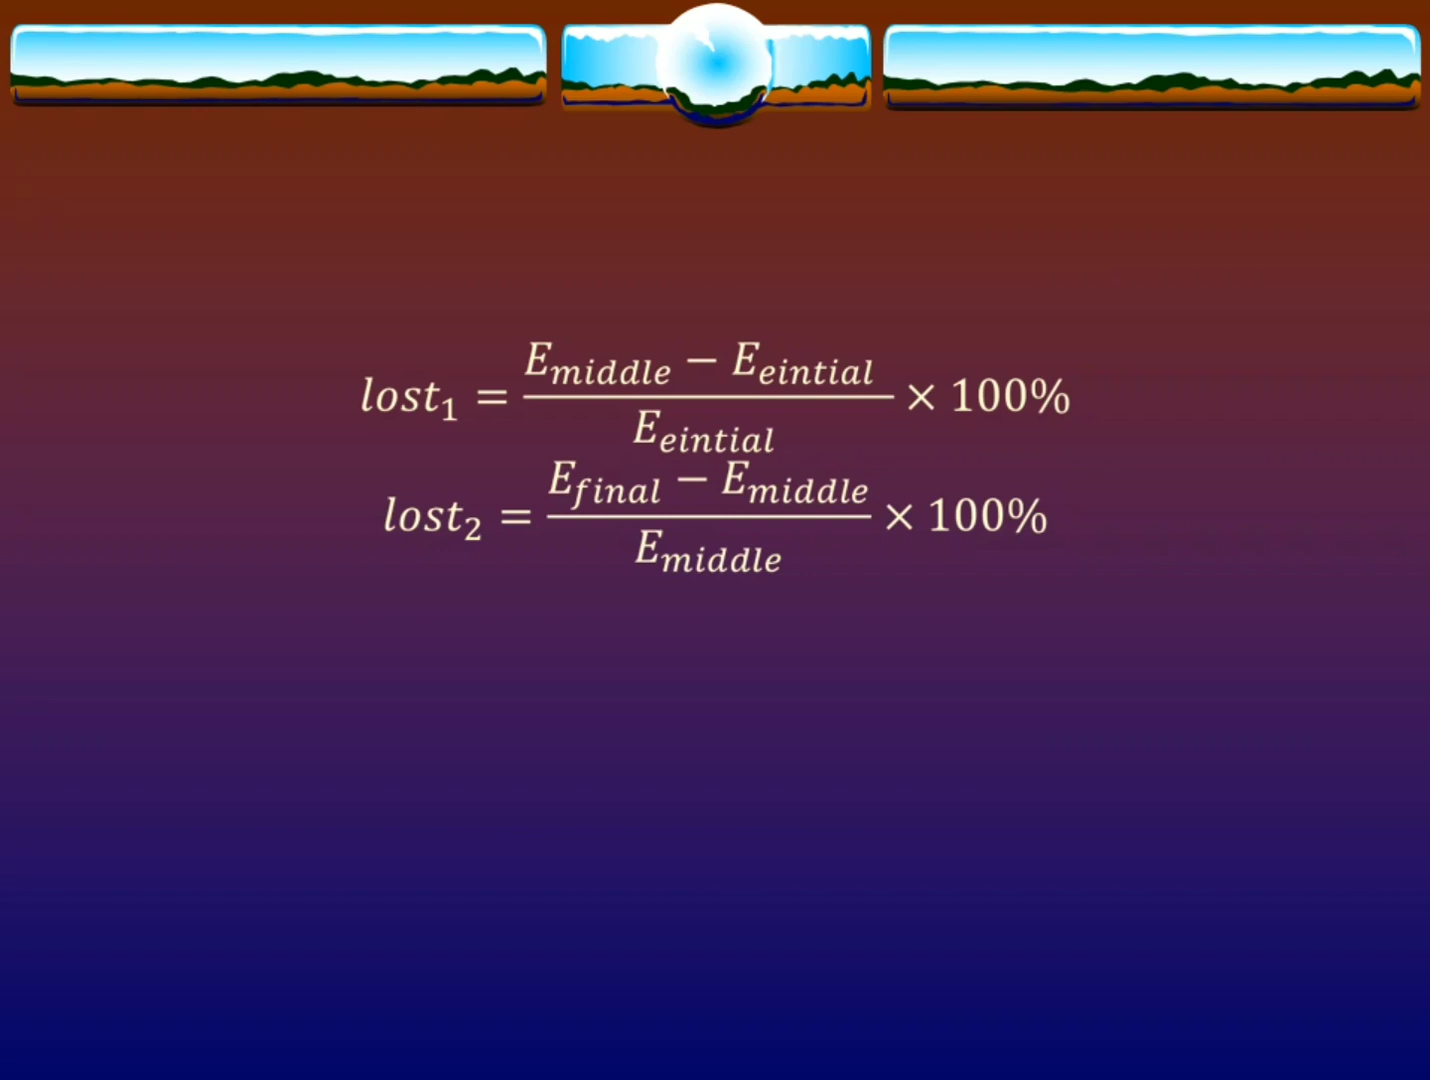 lost₁ = (E_middle − E_eintial) / E_eintial × 100%
lost₂ = (E_final − E_middle) / E_middle × 100%